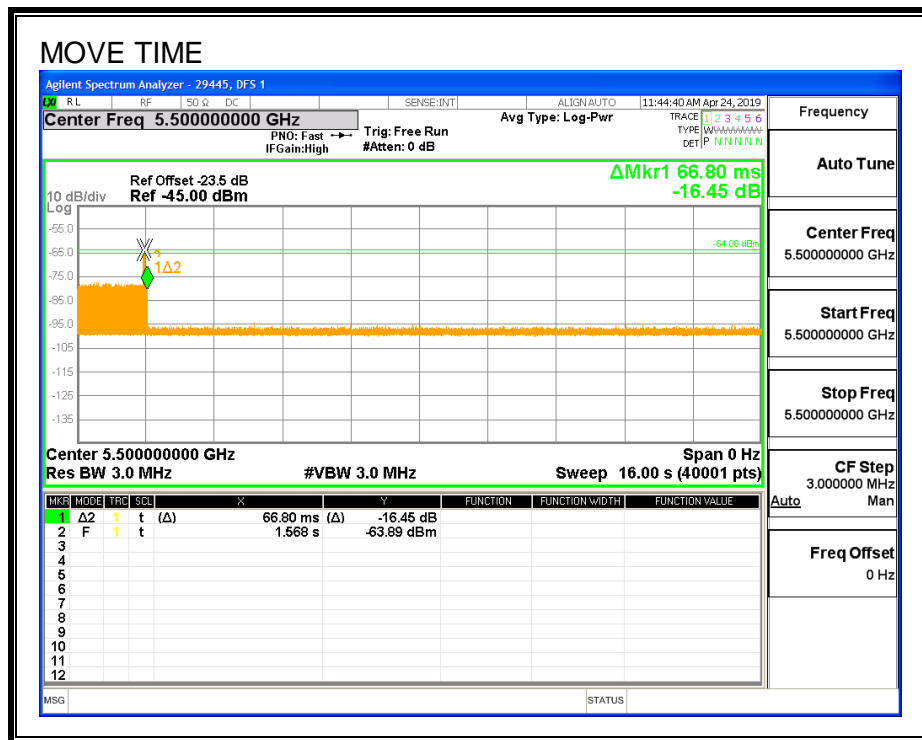 MOVE TIME
Agilent Spectrum Analyzer - 29445, DFS 1
LXI RL RF 50 Ω DC SENSE:INT ALIGN AUTO 11:44:40 AM Apr 24, 2019
Center Freq 5.500000000 GHz
PNO: Fast
IFGain:High
Trig: Free Run
#Atten: 0 dB
Avg Type: Log-Pwr
TRACE 1 2 3 4 5 6
TYPE WWWWWW
DET P N N N N N
ΔMkr1 66.80 ms
-16.45 dB
Ref Offset -23.5 dB
10 dB/div Ref -45.00 dBm
Log
-55.0
-64.00 dBm
-65.0
1Δ2
-75.0
-85.0
-95.0
-105
-115
-125
-135
Center 5.500000000 GHz Span 0 Hz
Res BW 3.0 MHz #VBW 3.0 MHz Sweep 16.00 s (40001 pts)
MKR MODE TRC SCL X Y FUNCTION FUNCTION WIDTH FUNCTION VALUE
1 Δ2 1 t (Δ) 66.80 ms (Δ) -16.45 dB
2 F 1 t 1.568 s -63.89 dBm
3
4
5
6
7
8
9
10
11
12
MSG STATUS
Frequency
Auto Tune
Center Freq
5.500000000 GHz
Start Freq
5.500000000 GHz
Stop Freq
5.500000000 GHz
CF Step
3.000000 MHz
Auto Man
Freq Offset
0 Hz